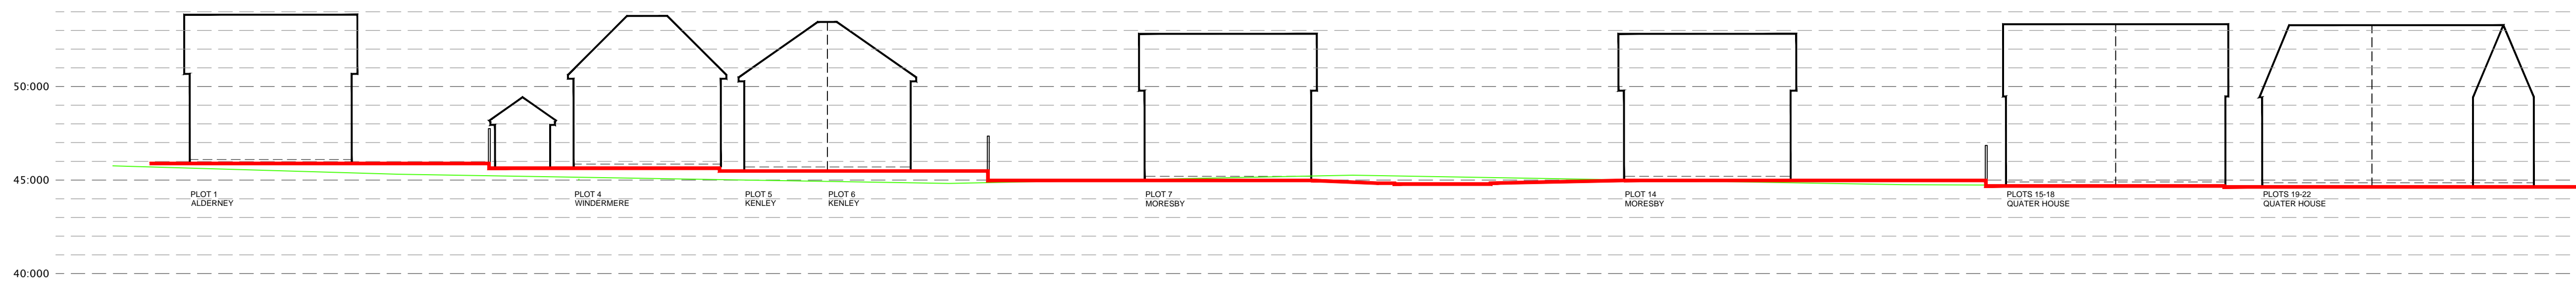 50:000
45:000
PLOT 1
ALDERNEY
PLOT 4
WINDERMERE
PLOT 5
KENLEY
PLOT 6
KENLEY
PLOT 7
MORESBY
PLOT 14
MORESBY
PLOTS 15-18
QUATER HOUSE
PLOTS 19-22
QUATER HOUSE
40:000